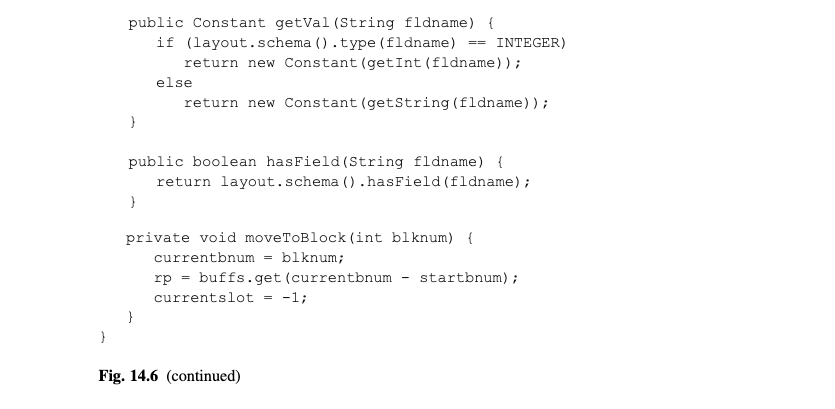 public Constant getVal(String fldname) {
if (layout.schema().type(fldname) == INTEGER)
return new Constant(getInt(fldname));
else
return new Constant(getString(fldname));
}
public boolean hasField(String fldname) {
return layout.schema().hasField(fldname);
}
private void moveToBlock(int blknum) {
currentbnum = blknum;
rp = buffs.get(currentbnum - startbnum);
currentslot = -1;
}
}
Fig. 14.6 (continued)